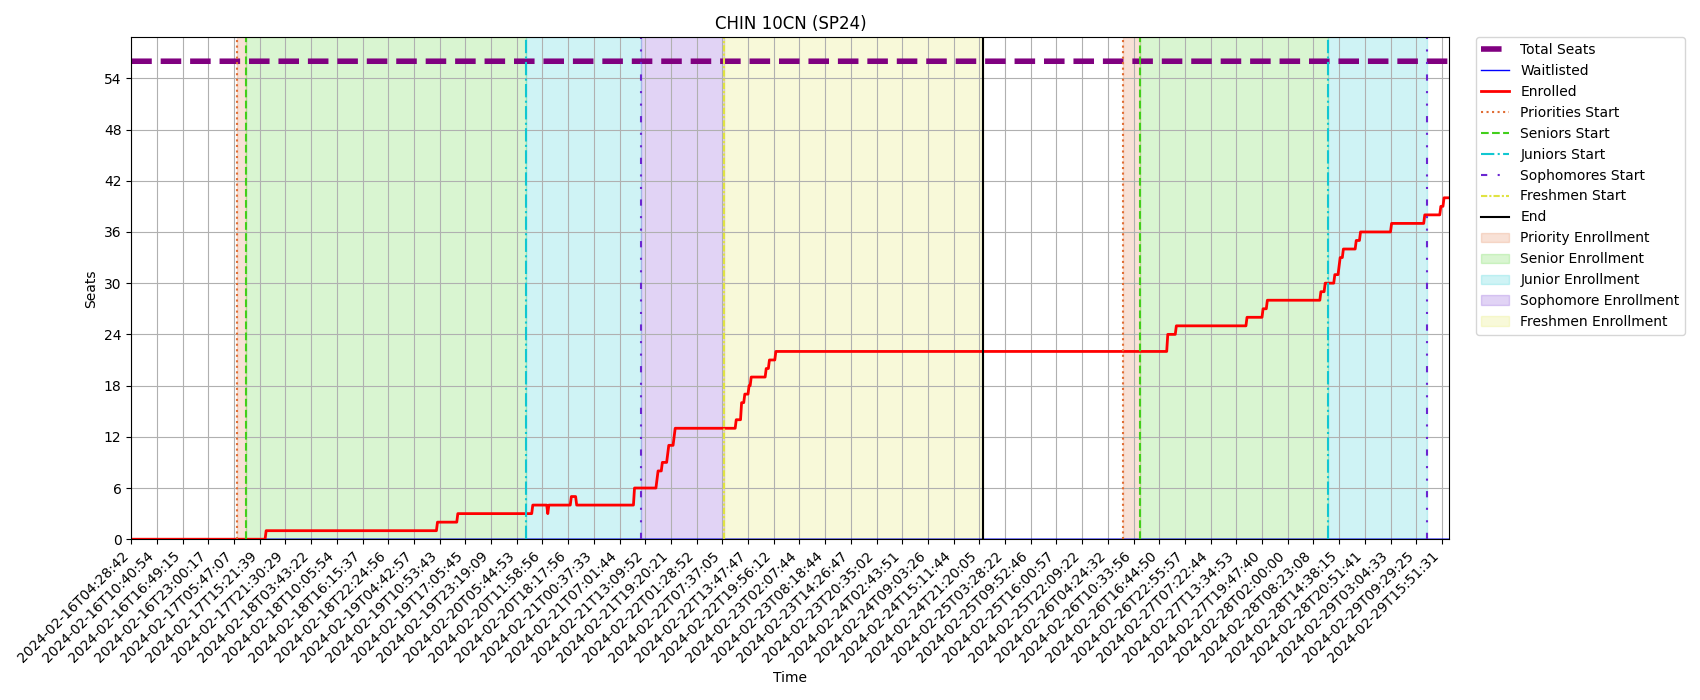 CHIN 10CN (SP24)
Seats
54
48
42
36
30
24
18
12
6
0
2024-02-16T04:28:42
2024-02-16T10:40:54
2024-02-16T16:49:15
2024-02-16T23:00:17
2024-02-17T05:47:07
2024-02-17T15:21:39
2024-02-17T21:30:29
2024-02-18T03:43:22
2024-02-18T10:05:54
2024-02-18T16:15:37
2024-02-18T22:24:56
2024-02-19T04:42:57
2024-02-19T10:53:43
2024-02-19T17:05:45
2024-02-19T23:19:09
2024-02-20T05:44:53
2024-02-20T11:58:56
2024-02-20T18:17:56
2024-02-21T00:37:33
2024-02-21T07:01:44
2024-02-21T13:09:52
2024-02-21T19:20:21
2024-02-22T01:28:52
2024-02-22T07:37:05
2024-02-22T13:47:47
2024-02-22T19:56:12
2024-02-23T02:07:44
2024-02-23T08:18:44
2024-02-23T14:26:47
2024-02-23T20:35:02
2024-02-24T02:43:51
2024-02-24T09:03:26
2024-02-24T15:11:44
2024-02-24T21:20:05
2024-02-25T03:28:22
2024-02-25T09:52:46
2024-02-25T16:00:57
2024-02-25T22:09:22
2024-02-26T04:24:32
2024-02-26T10:33:56
2024-02-26T16:44:50
2024-02-26T22:55:57
2024-02-27T07:22:44
2024-02-27T13:34:53
2024-02-27T19:47:40
2024-02-28T02:00:00
2024-02-28T08:23:08
2024-02-28T14:38:15
2024-02-28T20:51:41
2024-02-29T03:04:33
2024-02-29T09:29:25
2024-02-29T15:51:31
Time
Total Seats
Waitlisted
Enrolled
Priorities Start
Seniors Start
Juniors Start
Sophomores Start
Freshmen Start
End
Priority Enrollment
Senior Enrollment
Junior Enrollment
Sophomore Enrollment
Freshmen Enrollment